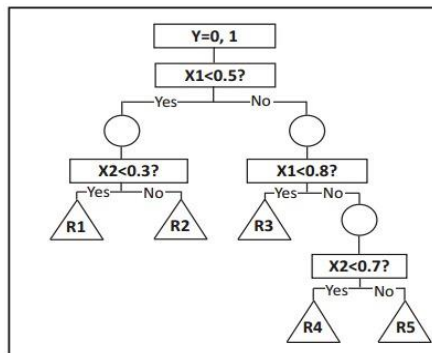 Y=0, 1
X1<0.5?
Yes No
X2<0.3? X1<0.8?
Yes No Yes No
R1 R2 R3
X2<0.7?
Yes No
R4 R5